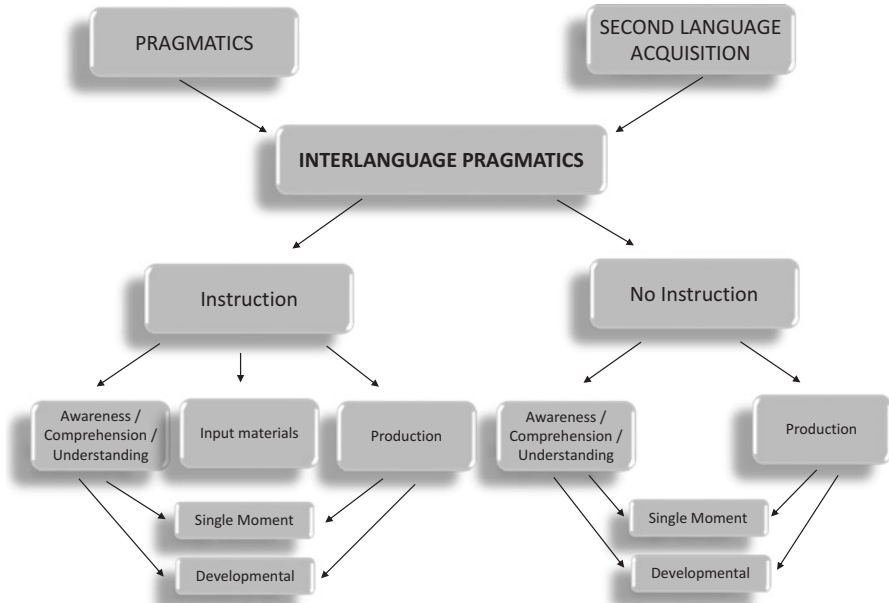 PRAGMATICS
SECOND LANGUAGE
ACQUISITION
INTERLANGUAGE PRAGMATICS
Instruction
No Instruction
Awareness /
Comprehension /
Understanding
Input materials
Production
Awareness /
Comprehension /
Understanding
Production
Single Moment
Developmental
Single Moment
Developmental